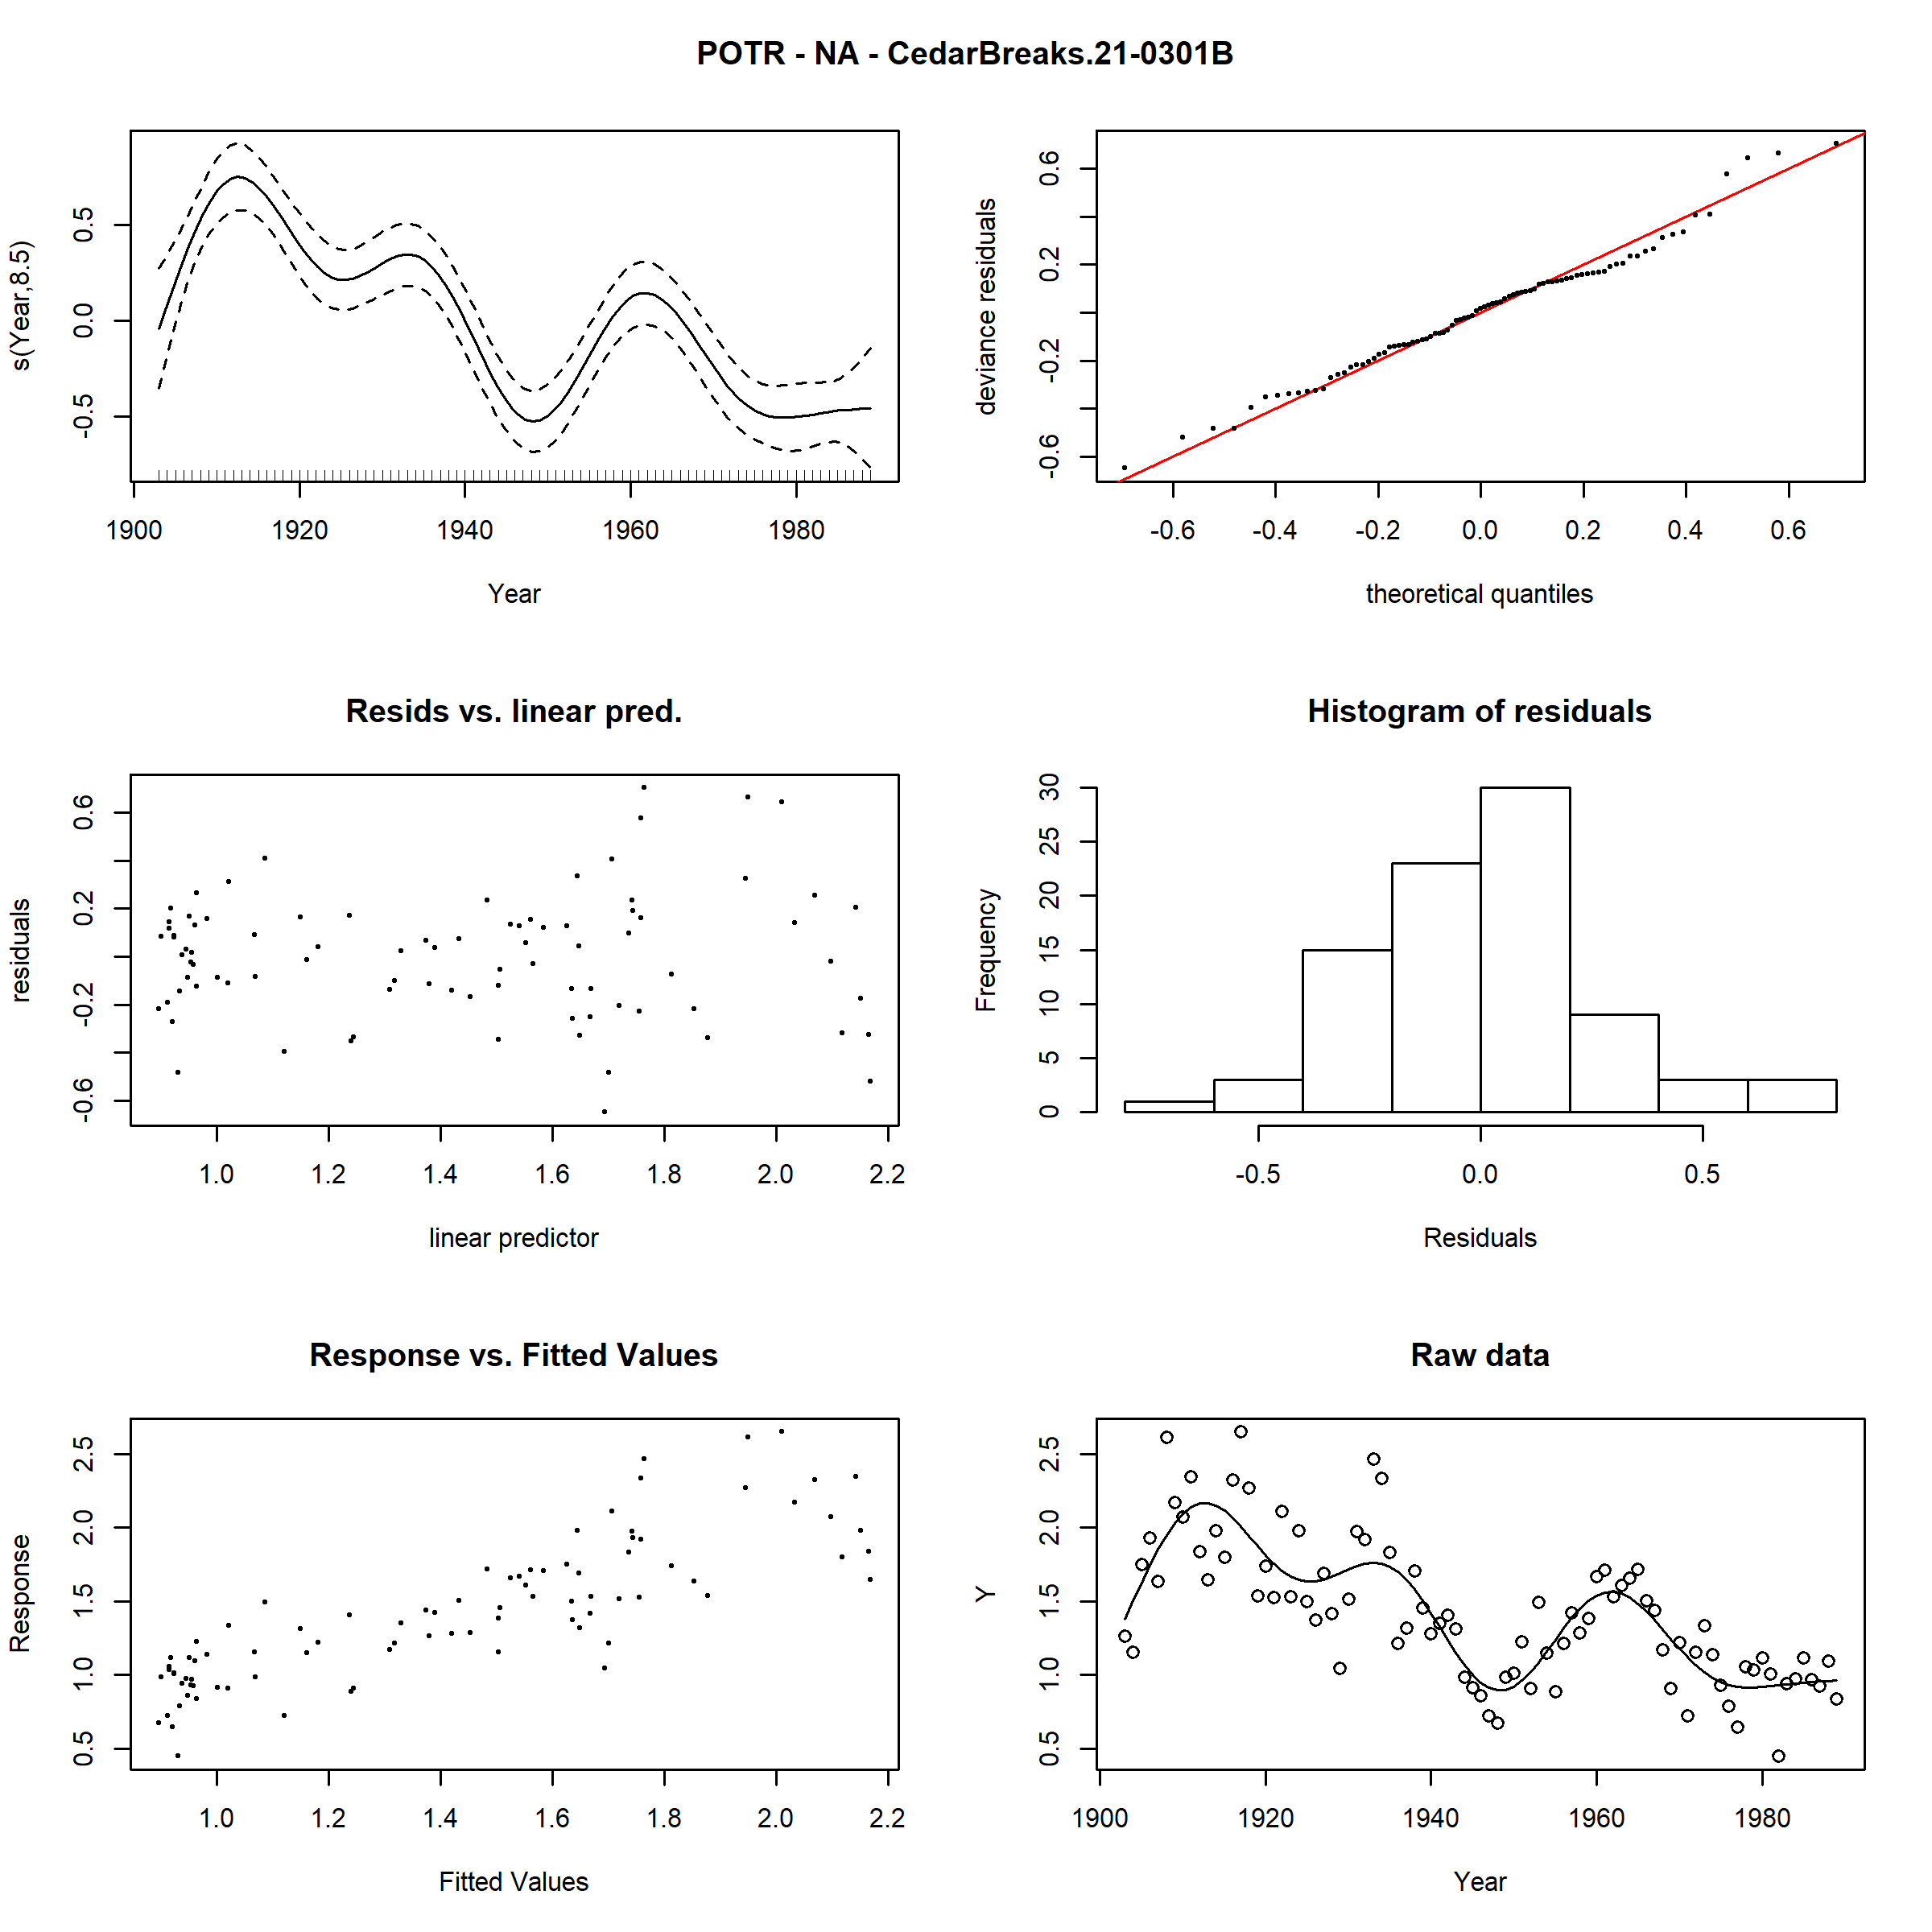 POTR - NA - CedarBreaks.21-0301B
s(Year,8.5)
0.5
0.0
-0.5
1900 1920 1940 1960 1980
Year
deviance residuals
0.6
0.2
-0.2
-0.6
-0.6 -0.4 -0.2 0.0 0.2 0.4 0.6
theoretical quantiles
Resids vs. linear pred.
residuals
0.6
0.2
-0.2
-0.6
1.0 1.2 1.4 1.6 1.8 2.0 2.2
linear predictor
Histogram of residuals
Frequency
30
25
20
15
10
5
0
-0.5 0.0 0.5
Residuals
Response vs. Fitted Values
Response
2.5
2.0
1.5
1.0
0.5
1.0 1.2 1.4 1.6 1.8 2.0 2.2
Fitted Values
Raw data
Y
2.5
2.0
1.5
1.0
0.5
1900 1920 1940 1960 1980
Year